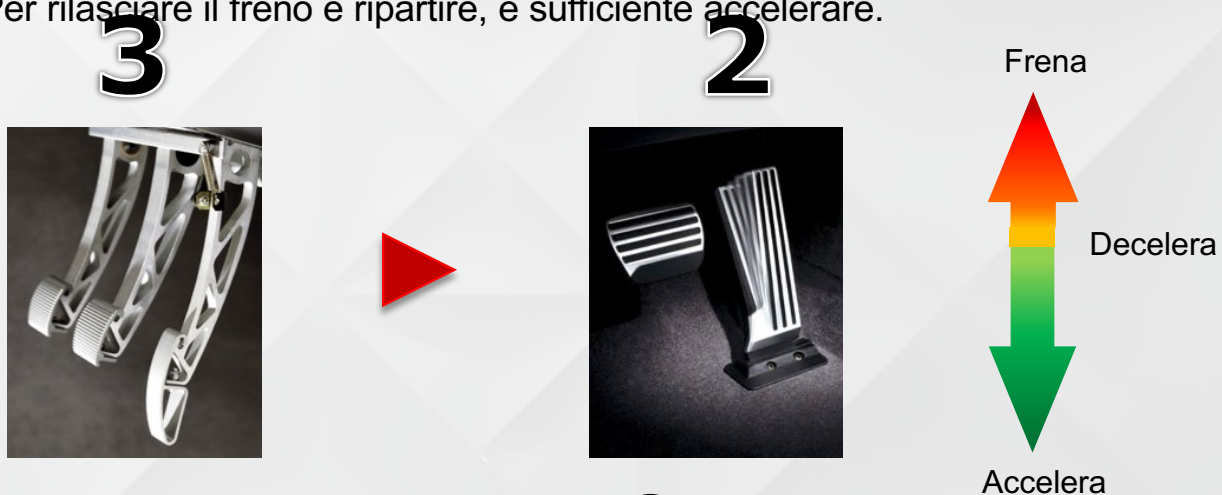 Per rilasciare il freno e ripartire, è sufficiente accelerare.
3
2
Frena
Decelera
Accelera